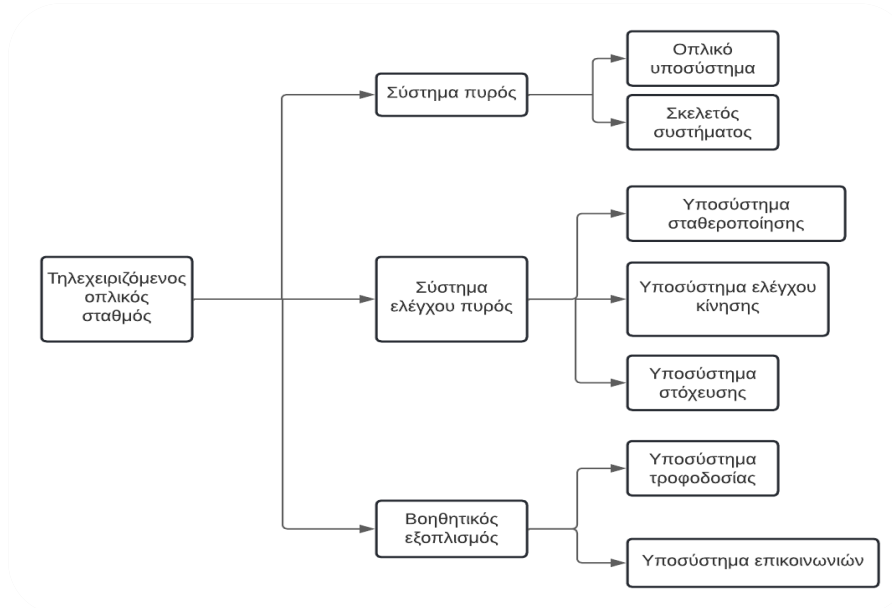 Τηλεχειριζόμενος
οπλικός
σταθμός
Σύστημα πυρός
Οπλικό
υποσύστημα
Σκελετός
συστήματος
Σύστημα
ελέγχου πυρός
Υποσύστημα
σταθεροποίησης
Υποσύστημα ελέγχου
κίνησης
Υποσύστημα
στόχευσης
Βοηθητικός
εξοπλισμός
Υποσύστημα
τροφοδοσίας
Υποσύστημα επικοινωνιών